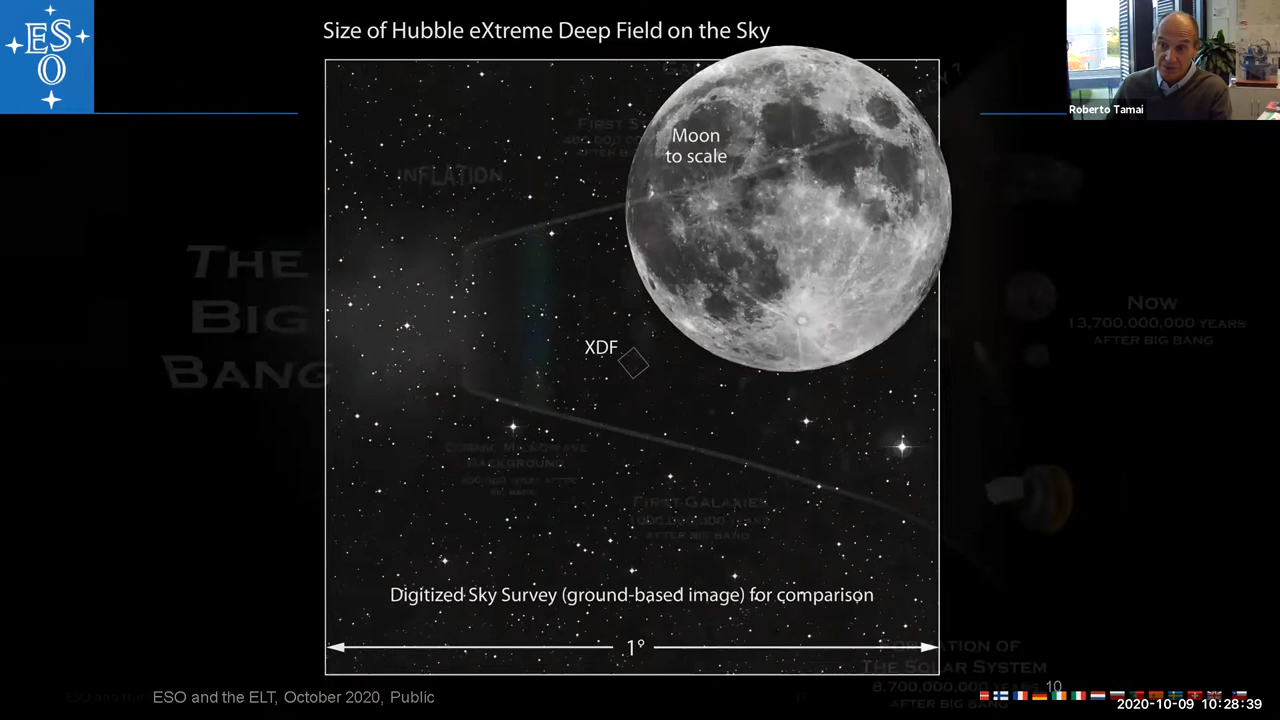 ESO
Size of Hubble eXtreme Deep Field on the Sky
Roberto Tamai
Moon
to scale
INFLATION
THE
BIG
BANG
XDF
NOW
13,700,000,000 YEARS
AFTER BIG BANG
BACKGROUND
FIRST GALAXIES
AFTER BIG BANG
Digitized Sky Survey (ground-based image) for comparison
1°
THE SOLAR SYSTEM
8,700,000,000 YEARS
AFTER BIG BANG
ESO and the ELT, October 2020, Public
10
2020-10-09 10:28:39